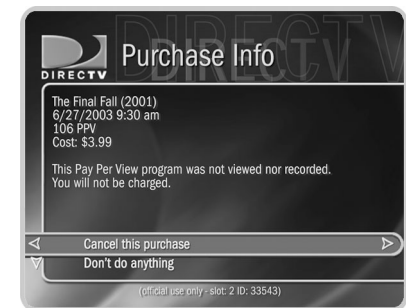 DIRECTV
DIRECTV
DIRECTV
Purchase Info
The Final Fall (2001)
6/27/2003 9:30 am
106 PPV
Cost: $3.99
This Pay Per View program was not viewed nor recorded.
You will not be charged.
Cancel this purchase
Don't do anything
(official use only - slot: 2 ID: 33543)